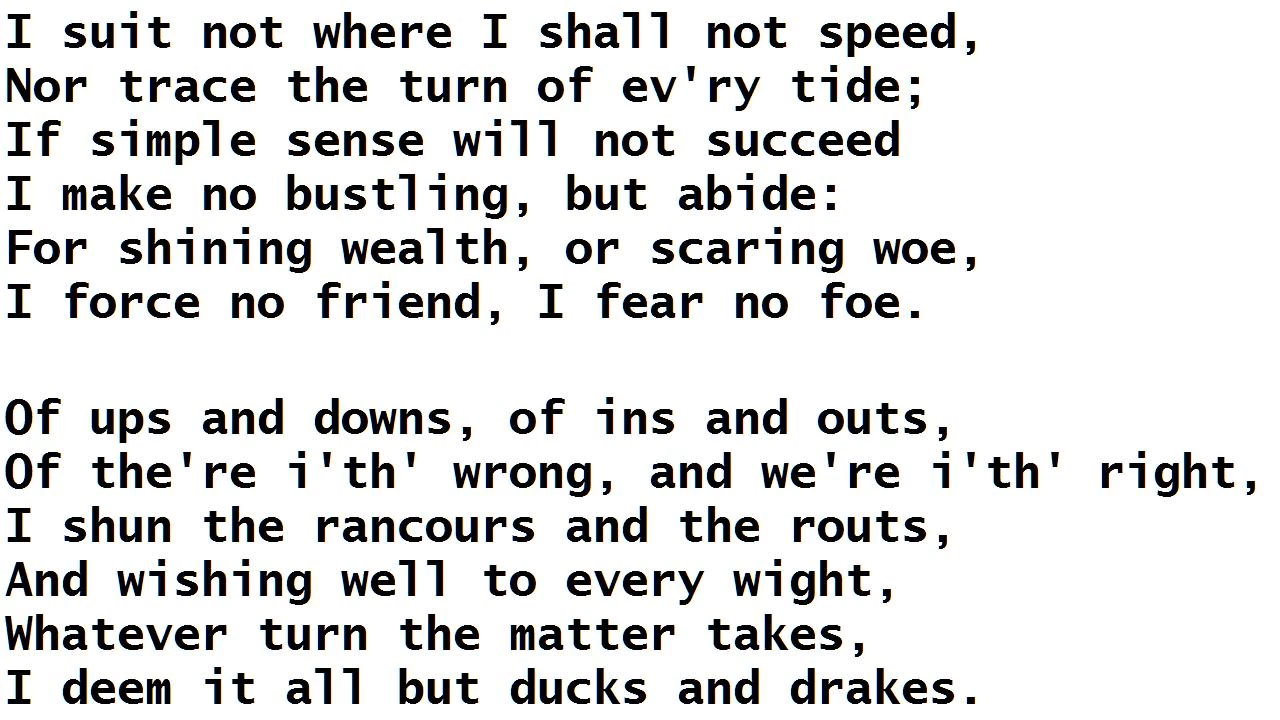 I suit not where I shall not speed,
Nor trace the turn of ev'ry tide;
If simple sense will not succeed
I make no bustling, but abide:
For shining wealth, or scaring woe,
I force no friend, I fear no foe.

Of ups and downs, of ins and outs,
Of the're i'th' wrong, and we're i'th' right,
I shun the rancours and the routs,
And wishing well to every wight,
Whatever turn the matter takes,
I deem it all but ducks and drakes.